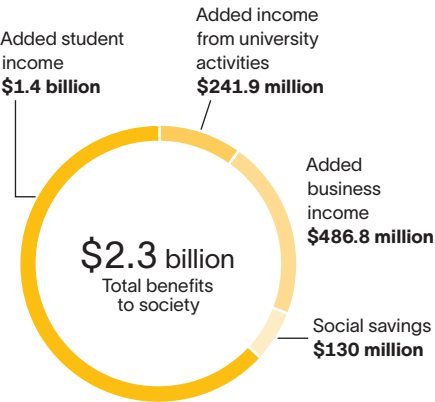 Added student
income
$1.4 billion
Added income
from university
activities
$241.9 million
Added
business
income
$486.8 million
Social savings
$130 million
$2.3 billion
Total benefits
to society